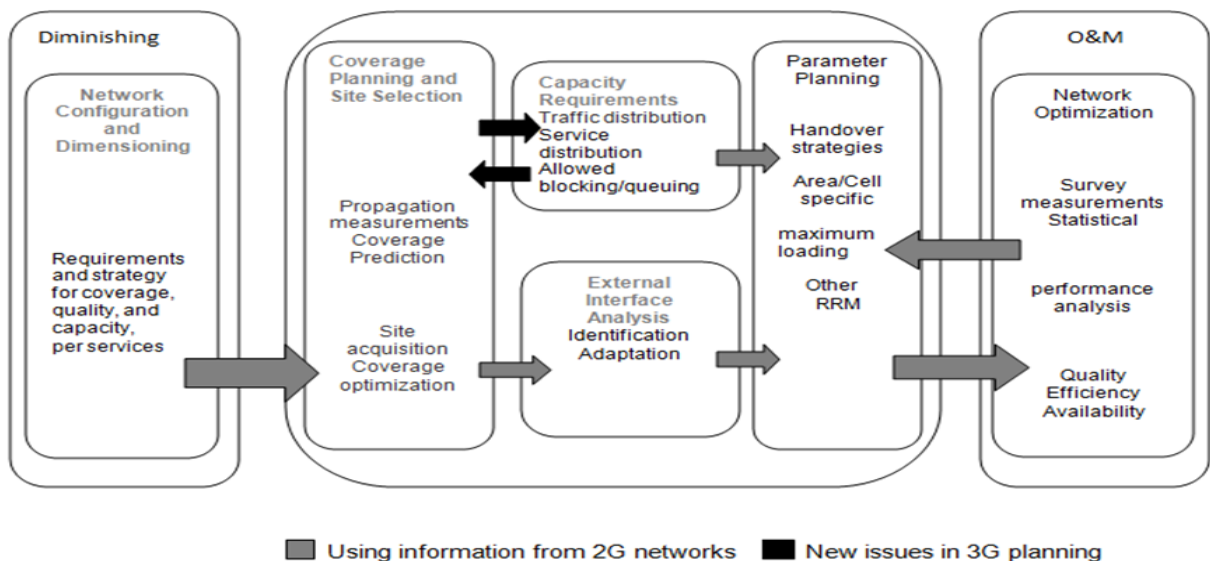 Diminishing
Network
Configuration
and
Dimensioning
Requirements
and strategy
for coverage,
quality, and
capacity,
per services
Coverage
Planning and
Site Selection
Propagation
measurements
Coverage
Prediction
Site
acquisition
Coverage
optimization
Capacity
Requirements
Traffic distribution
Service
distribution
Allowed
blocking/queuing
External
Interface
Analysis
Identification
Adaptation
Parameter
Planning
Handover
strategies
Area/Cell
specific
maximum
loading
Other
RRM
O&M
Network
Optimization
Survey
measurements
Statistical
performance
analysis
Quality
Efficiency
Availability
Using information from 2G networks
New issues in 3G planning